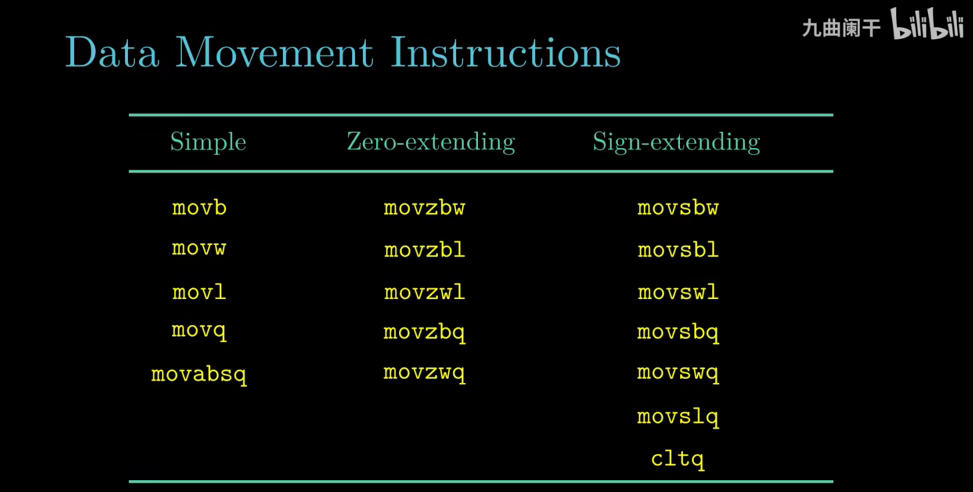 九曲阑干 bilibili
Data Movement Instructions
Simple Zero-extending Sign-extending
movb movzbw movsbw
movw movzbl movsbl
movl movzwl movswl
movq movzbq movsbq
movabsq movzwq movswq
movslq
cltq